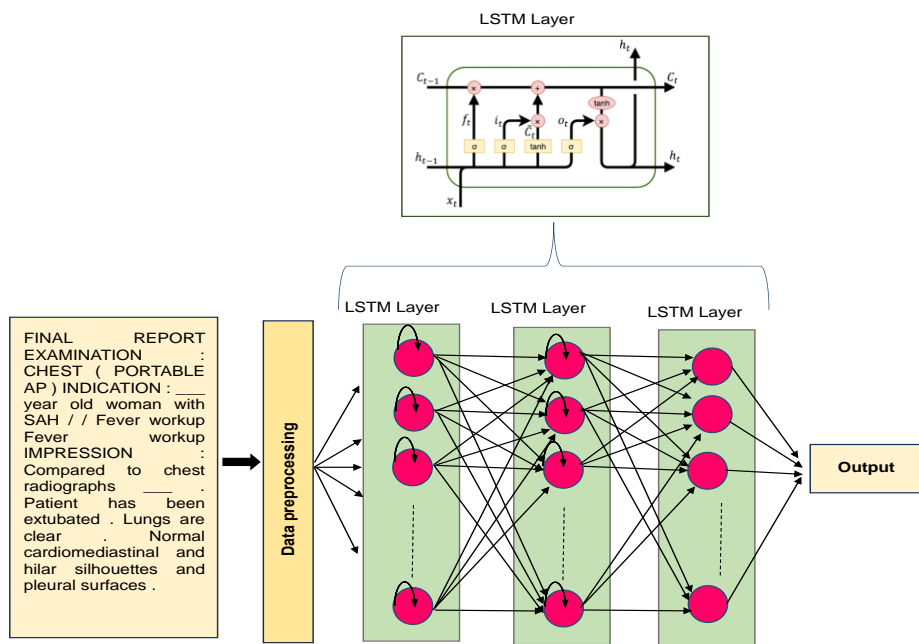 LSTM Layer
h_t
C_{t-1}
C_t
×
+
tanh
f_t
i_t
×
C̃_t
o_t
×
σ
σ
tanh
σ
h_{t-1}
h_t
x_t
LSTM Layer
LSTM Layer
LSTM Layer
FINAL REPORT
EXAMINATION :
CHEST ( PORTABLE
AP ) INDICATION : ___
year old woman with
SAH / / Fever workup
Fever workup
IMPRESSION :
Compared to chest
radiographs ___ .
Patient has been
extubated . Lungs are
clear . Normal
cardiomediastinal and
hilar silhouettes and
pleural surfaces .
Data preprocessing
Output